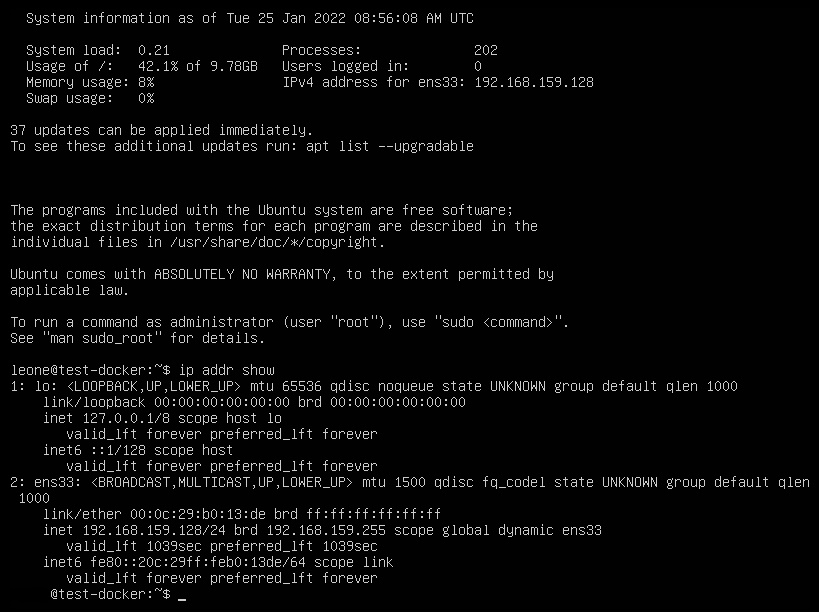 System information as of Tue 25 Jan 2022 08:56:08 AM UTC
System load: 0.21 Processes: 202
Usage of /: 42.1% of 9.78GB Users logged in: 0
Memory usage: 8% IPv4 address for ens33: 192.168.159.128
Swap usage: 0%
37 updates can be applied immediately.
To see these additional updates run: apt list --upgradable
The programs included with the Ubuntu system are free software;
the exact distribution terms for each program are described in the
individual files in /usr/share/doc/*/copyright.
Ubuntu comes with ABSOLUTELY NO WARRANTY, to the extent permitted by
applicable law.
To run a command as administrator (user "root"), use "sudo <command>".
See "man sudo_root" for details.
leone@test-docker:~$ ip addr show
1: lo: <LOOPBACK,UP,LOWER_UP> mtu 65536 qdisc noqueue state UNKNOWN group default qlen 1000
link/loopback 00:00:00:00:00:00 brd 00:00:00:00:00:00
inet 127.0.0.1/8 scope host lo
valid_lft forever preferred_lft forever
inet6 ::1/128 scope host
valid_lft forever preferred_lft forever
2: ens33: <BROADCAST,MULTICAST,UP,LOWER_UP> mtu 1500 qdisc fq_codel state UNKNOWN group default qlen
1000
link/ether 00:0c:29:b0:13:de brd ff:ff:ff:ff:ff:ff
inet 192.168.159.128/24 brd 192.168.159.255 scope global dynamic ens33
valid_lft 1039sec preferred_lft 1039sec
inet6 fe80::20c:29ff:feb0:13de/64 scope link
valid_lft forever preferred_lft forever
@test-docker:~$ _